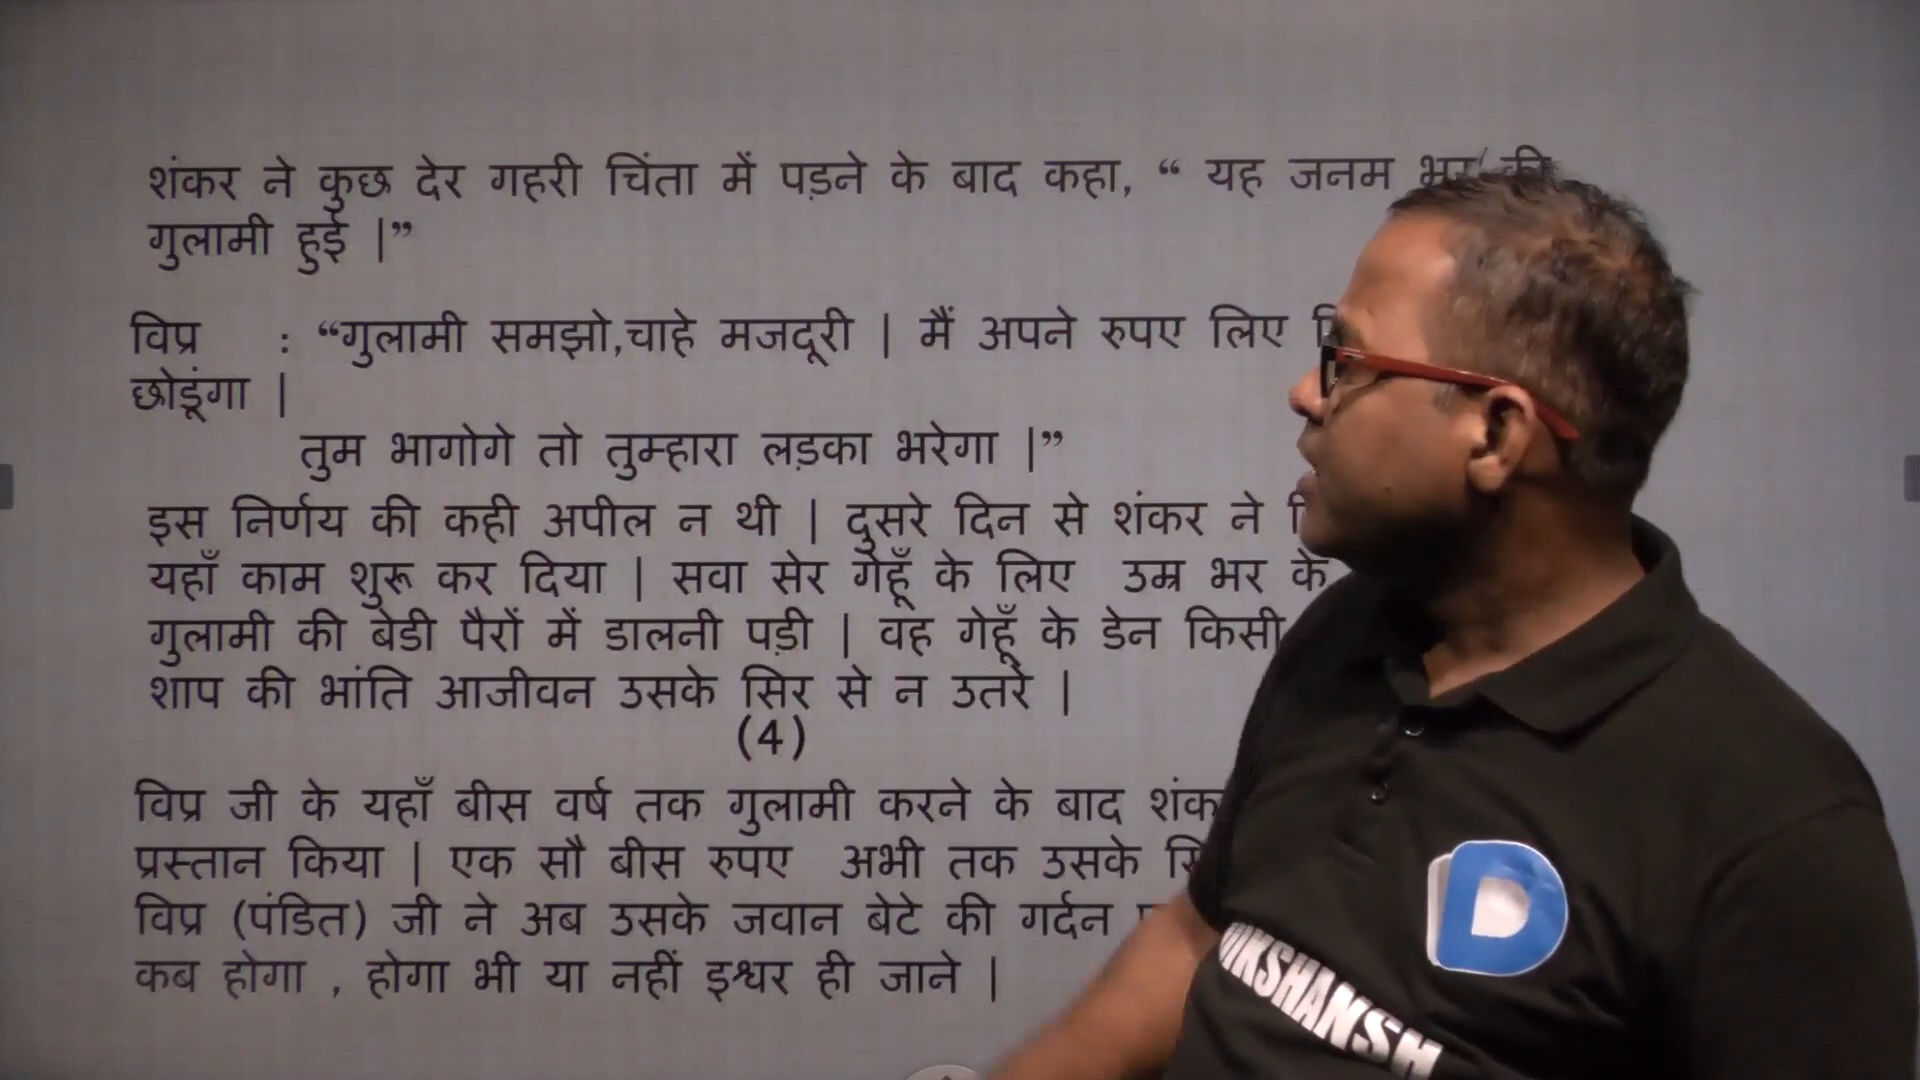 शंकर ने कुछ देर गहरी चिंता में पड़ने के बाद कहा, “ यह जनम भर की
गुलामी हुई |”
विप्र : “गुलामी समझो,चाहे मजदूरी | मैं अपने रुपए लिए
छोडूंगा |
तुम भागोगे तो तुम्हारा लड़का भरेगा |”
इस निर्णय की कही अपील न थी | दुसरे दिन से शंकर ने
यहाँ काम शुरू कर दिया | सवा सेर गेहूँ के लिए उम्र भर के
गुलामी की बेडी पैरों में डालनी पड़ी | वह गेहूँ के डेन किसी
शाप की भांति आजीवन उसके सिर से न उतरे |
(4)
विप्र जी के यहाँ बीस वर्ष तक गुलामी करने के बाद
प्रस्तान किया | एक सौ बीस रुपए अभी तक उसके
विप्र (पंडित) जी ने अब उसके जवान बेटे की गर्दन
कब होगा , होगा भी या नहीं इश्वर ही जाने |
D
DIKSHANSH